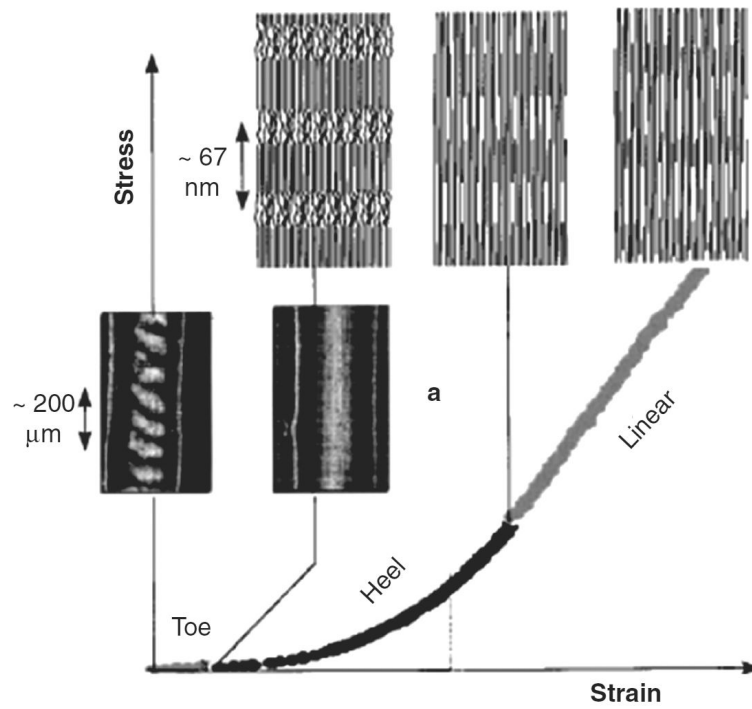 Stress
~ 67
nm
~ 200
μm
a
Linear
Heel
Toe
Strain